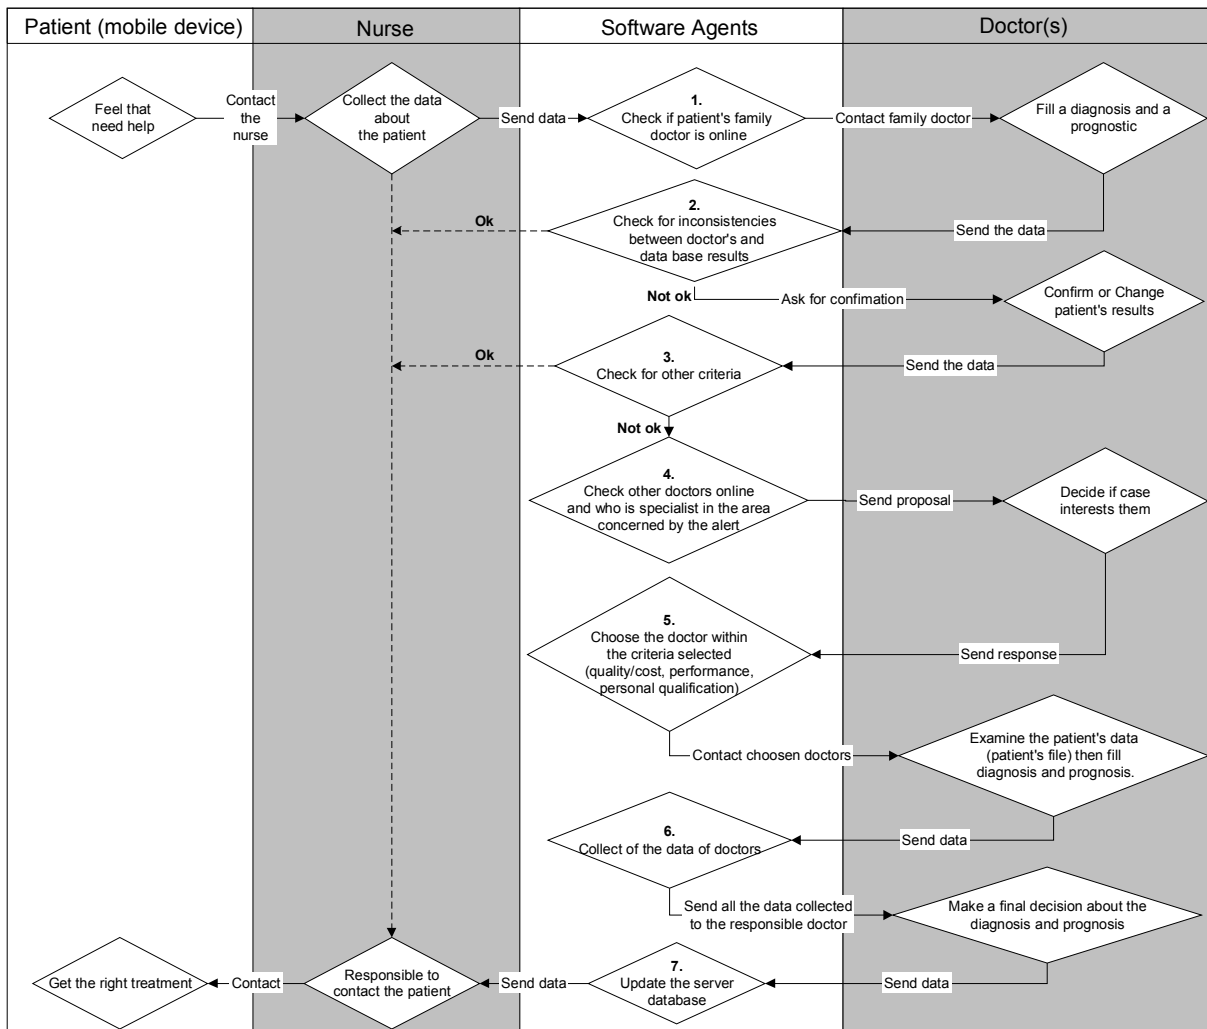 Patient (mobile device)
Nurse
Software Agents
Doctor(s)
Feel that
need help
Contact
the
nurse
Collect the data
about
the patient
Send data
1.
Check if patient's family
doctor is online
Contact family doctor
Fill a diagnosis and a
prognostic
Send the data
2.
Check for inconsistencies
between doctor's and
data base results
Ok
Not ok
Ask for confimation
Confirm or Change
patient's results
Send the data
3.
Check for other criteria
Ok
Not ok
4.
Check other doctors online
and who is specialist in the area
concerned by the alert
Send proposal
Decide if case
interests them
Send response
5.
Choose the doctor within
the criteria selected
(quality/cost, performance,
personal qualification)
Contact choosen doctors
Examine the patient's data
(patient's file) then fill
diagnosis and prognosis.
Send data
6.
Collect of the data of doctors
Send all the data collected
to the responsible doctor
Make a final decision about the
diagnosis and prognosis
Send data
7.
Update the server
database
Send data
Responsible to
contact the patient
Contact
Get the right treatment